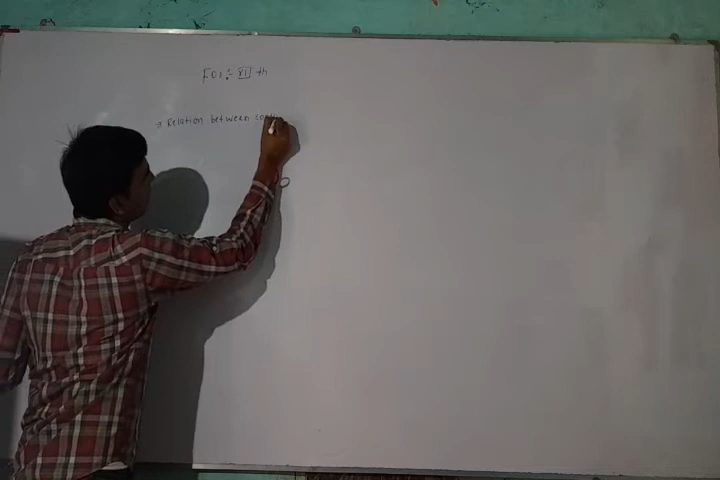 For :- XI th
⇒ Relation between